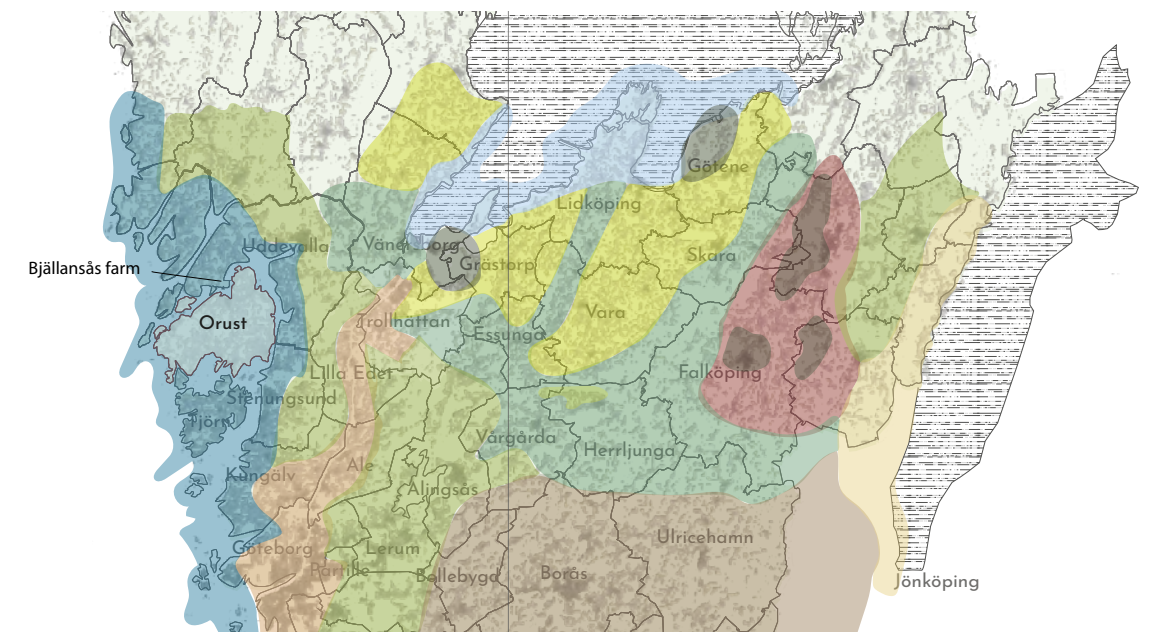 Götene
Lidköping
Uddevalla
Vänersborg
Skara
Grästorp
Bjällansås farm
Vara
Orust
Trollhättan
Essunga
Lilla Edet
Falköping
Stenungsund
Tjörn
Vårgårda
Herrljunga
Ale
Kungälv
Alingsås
Ulricehamn
Göteborg
Lerum
Partille
Bollebygd
Borås
Jönköping